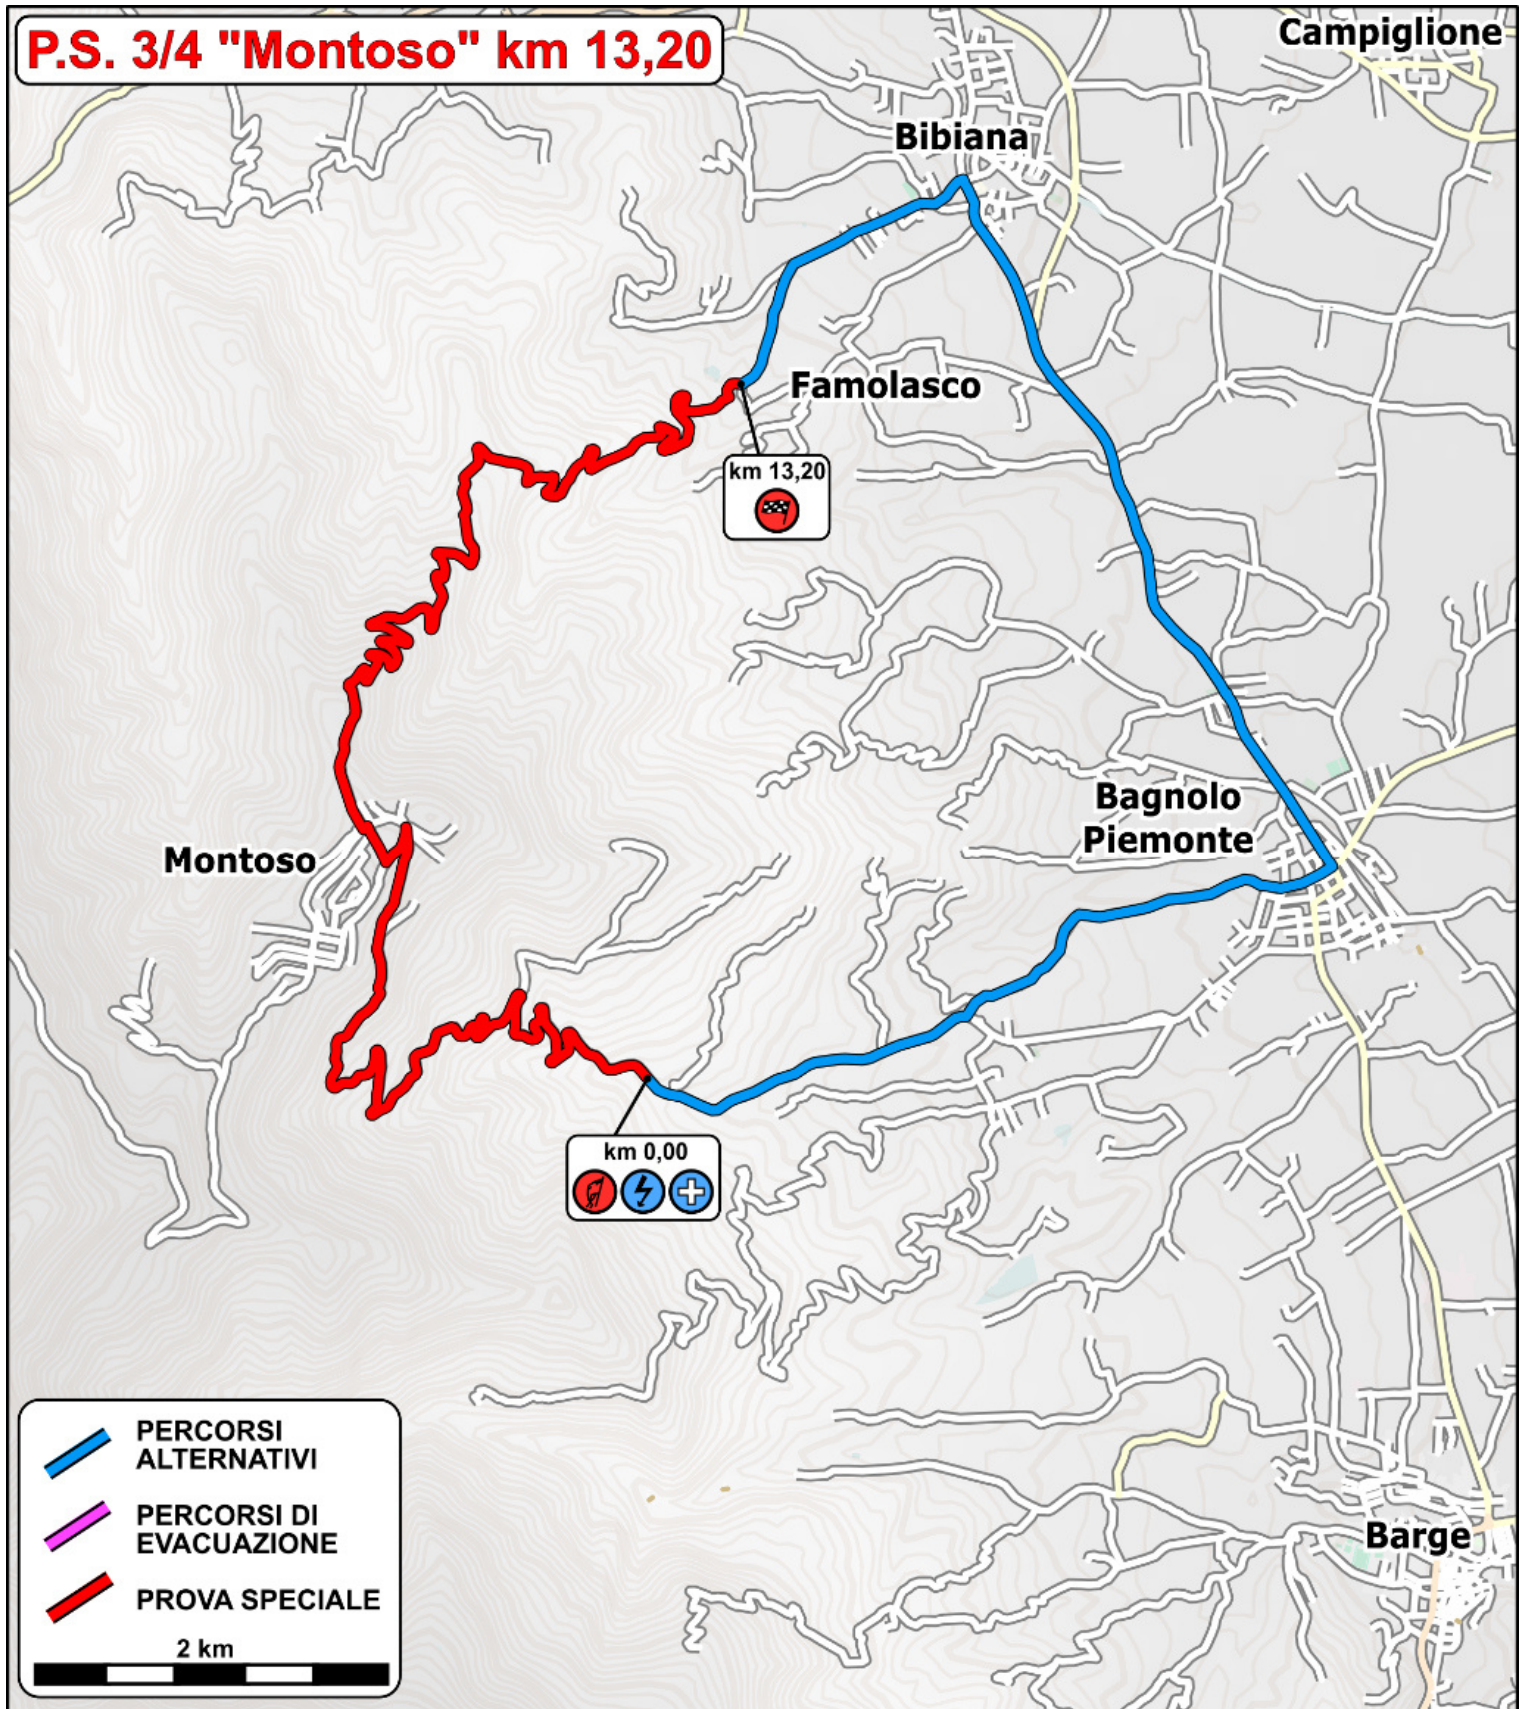 P.S. 3/4 "Montoso" km 13,20
Campiglione
Bibiana
Famolasco
km 13,20
Bagnolo
Piemonte
Montoso
km 0,00
PERCORSI
ALTERNATIVI
PERCORSI DI
EVACUAZIONE
PROVA SPECIALE
2 km
Barge